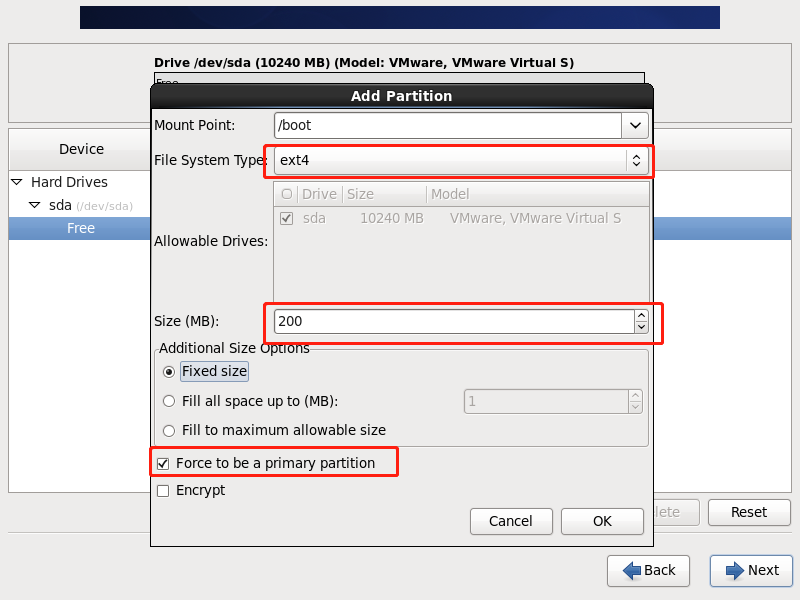 Drive /dev/sda (10240 MB) (Model: VMware, VMware Virtual S)
Free
Add Partition
Device
Mount Point: /boot
File System Type: ext4
Drive Size Model
Hard Drives
sda (/dev/sda)
sda 10240 MB VMware, VMware Virtual S
Free
Allowable Drives:
Size (MB): 200
Additional Size Options
Fixed size
Fill all space up to (MB): 1
Fill to maximum allowable size
Force to be a primary partition
Encrypt
Cancel OK lete Reset
Back Next